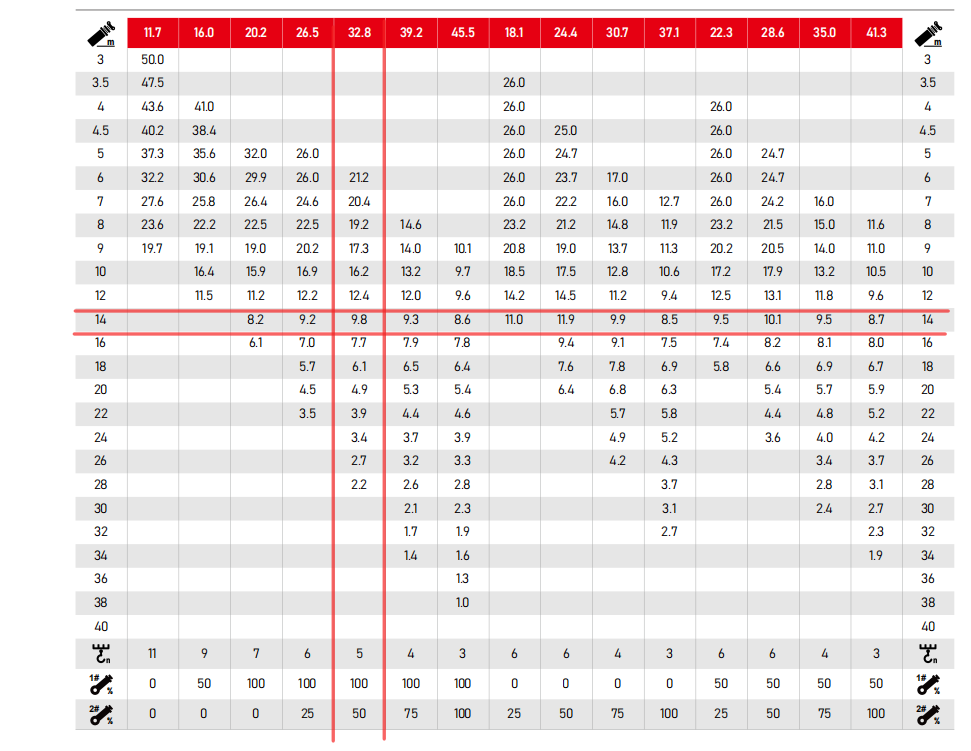 m 11.7 16.0 20.2 26.5 32.8 39.2 45.5 18.1 24.4 30.7 37.1 22.3 28.6 35.0 41.3 m
3 50.0 3
3.5 47.5 26.0 3.5
4 43.6 41.0 26.0 26.0 4
4.5 40.2 38.4 26.0 25.0 26.0 4.5
5 37.3 35.6 32.0 26.0 26.0 24.7 26.0 24.7 5
6 32.2 30.6 29.9 26.0 21.2 26.0 23.7 17.0 26.0 24.7 6
7 27.6 25.8 26.4 24.6 20.4 26.0 22.2 16.0 12.7 26.0 24.2 16.0 7
8 23.6 22.2 22.5 22.5 19.2 14.6 23.2 21.2 14.8 11.9 23.2 21.5 15.0 11.6 8
9 19.7 19.1 19.0 20.2 17.3 14.0 10.1 20.8 19.0 13.7 11.3 20.2 20.5 14.0 11.0 9
10 16.4 15.9 16.9 16.2 13.2 9.7 18.5 17.5 12.8 10.6 17.2 17.9 13.2 10.5 10
12 11.5 11.2 12.2 12.4 12.0 9.6 14.2 14.5 11.2 9.4 12.5 13.1 11.8 9.6 12
14 8.2 9.2 9.8 9.3 8.6 11.0 11.9 9.9 8.5 9.5 10.1 9.5 8.7 14
16 6.1 7.0 7.7 7.9 7.8 9.4 9.1 7.5 7.4 8.2 8.1 8.0 16
18 5.7 6.1 6.5 6.4 7.6 7.8 6.9 5.8 6.6 6.9 6.7 18
20 4.5 4.9 5.3 5.4 6.4 6.8 6.3 5.4 5.7 5.9 20
22 3.5 3.9 4.4 4.6 5.7 5.8 4.4 4.8 5.2 22
24 3.4 3.7 3.9 4.9 5.2 3.6 4.0 4.2 24
26 2.7 3.2 3.3 4.2 4.3 3.4 3.7 26
28 2.2 2.6 2.8 3.7 2.8 3.1 28
30 2.1 2.3 3.1 2.4 2.7 30
32 1.7 1.9 2.7 2.3 32
34 1.4 1.6 1.9 34
36 1.3 36
38 1.0 38
40 40
n 11 9 7 6 5 4 3 6 6 4 3 6 6 4 3 n
1# % 0 50 100 100 100 100 100 0 0 0 0 50 50 50 50 1# %
2# % 0 0 0 25 50 75 100 25 50 75 100 25 50 75 100 2# %